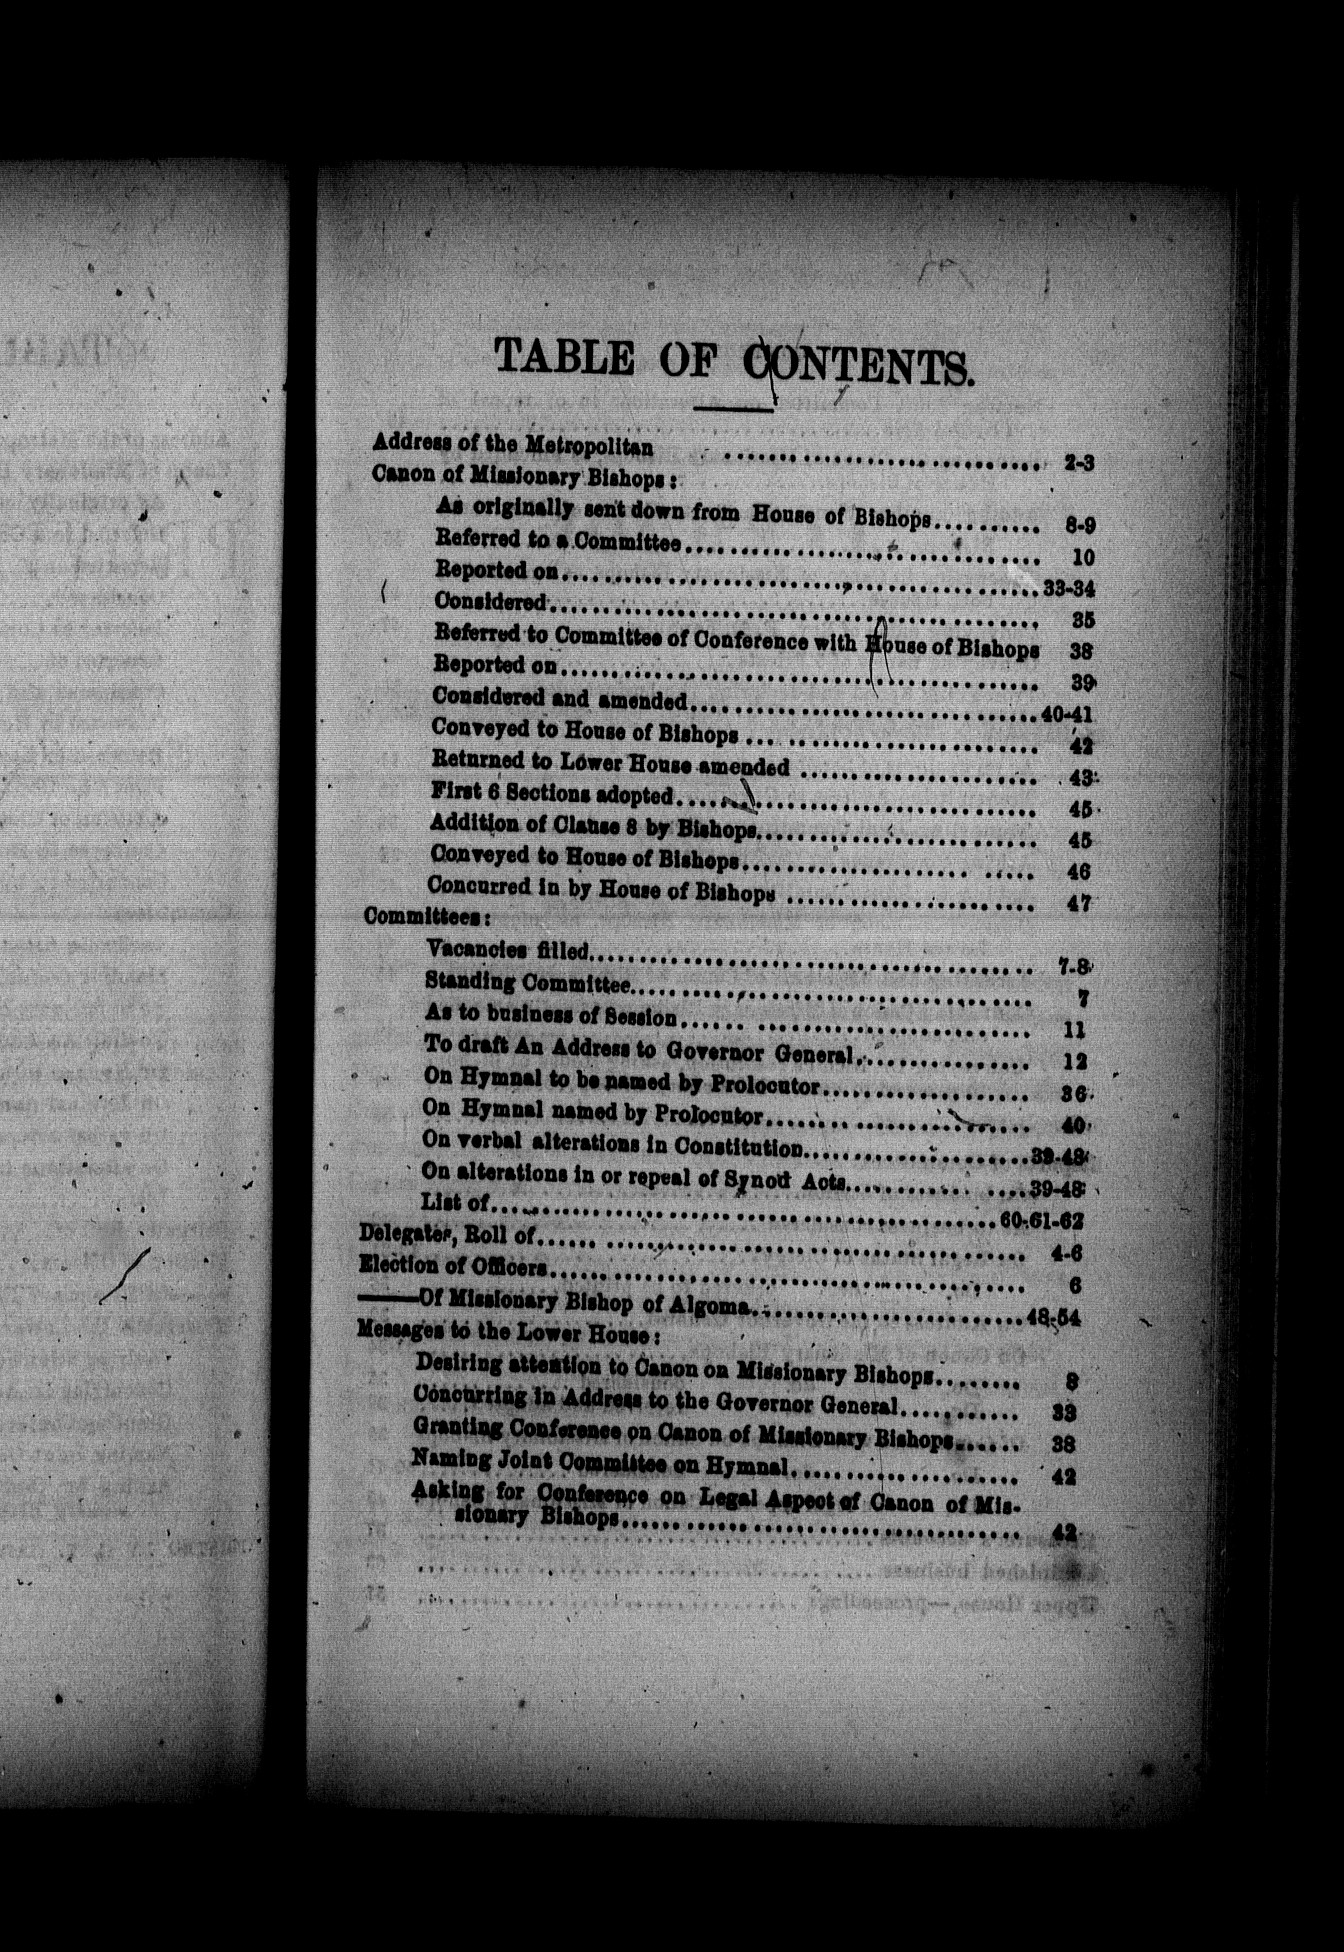 TABLE OF CONTENTS.
Address of the Metropolitan .............................. 2-3
Canon of Missionary Bishops :
As originally sent down from House of Bishops.......... 8-9
Referred to a Committee.............................. 10
Reported on..........................................33-34
Considered.......................................... 35
Referred to Committee of Conference with House of Bishops 38
Reported on.......................................... 39
Considered and amended..............................40-41
Conveyed to House of Bishops ... ...................... 42
Returned to Lower House amended ...................... 43
First 6 Sections adopted.............................. 45
Addition of Clause 8 by Bishops........................ 45
Conveyed to House of Bishops..................... ..... 46
Concurred in by House of Bishops ...................... 47
Committees :
Vacancies filled........................................ 7-8
Standing Committee.................................... 7
As to business of Session...... ........................ 11
To draft An Address to Governor General................ 12
On Hymnal to be named by Prolocutor.................. 36
On Hymnal named by Prolocutor........................ 40
On verbal alterations in Constitution.....................39-48
On alterations in or repeal of Synod Acts............ ....39-48
List of................................................60-61-62
Delegates, Roll of...... .................................... 4-6
Election of Officers.......................................... 6
——Of Missionary Bishop of Algoma.........................48-54
Messages to the Lower House :
Desiring attention to Canon on Missionary Bishops........ 8
Concurring in Address to the Governor General........... 33
Granting Conference on Canon of Missionary Bishops...... 38
Naming Joint Committee on Hymnal.................... 42
Asking for Conference on Legal Aspect of Canon of Mis-
sionary Bishops...................................... 42